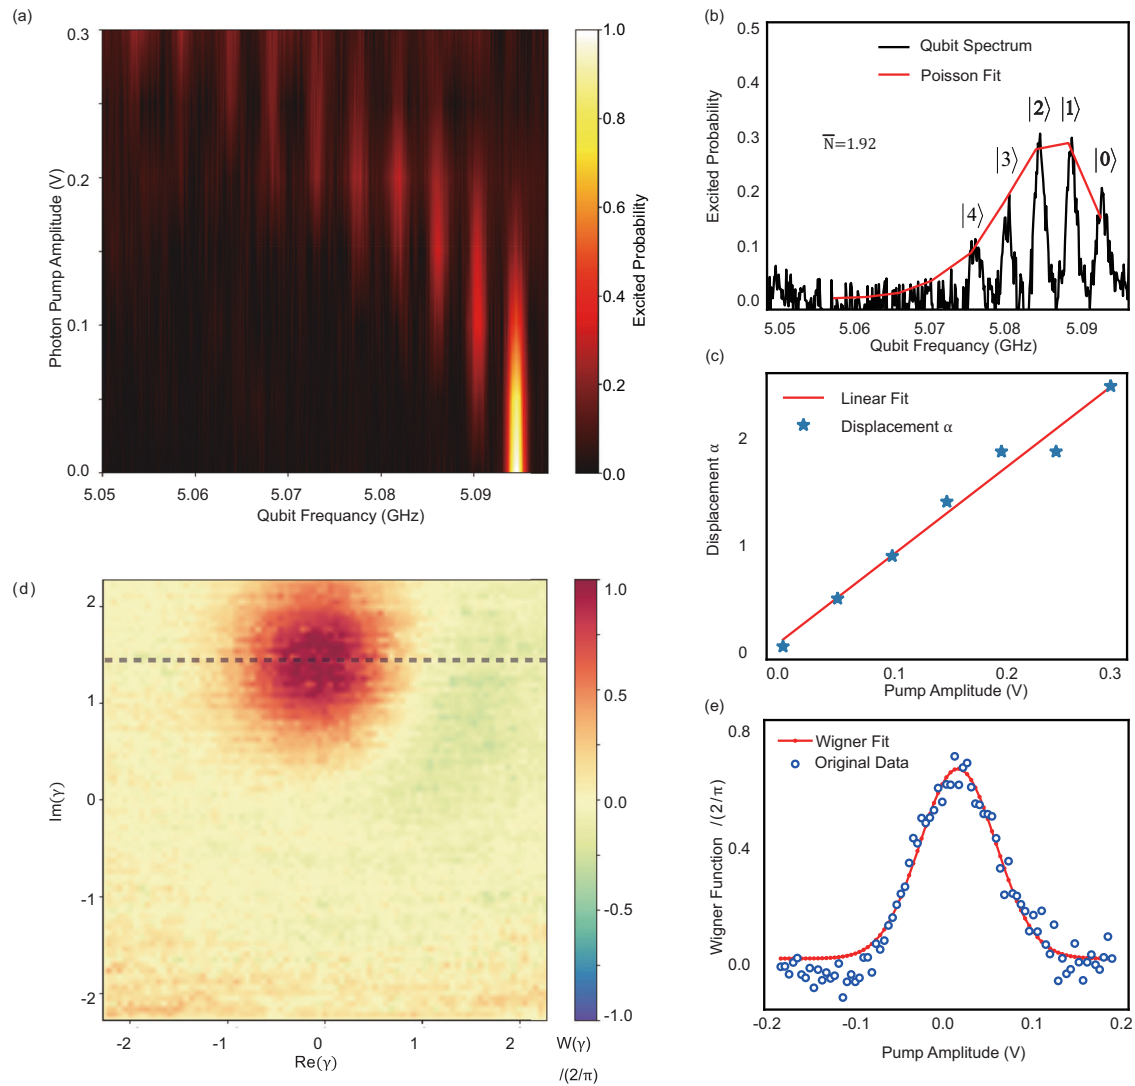 (a)
0.3
0.2
0.1
0.0
Photon Pump Amplitude (V)
5.05 5.06 5.07 5.08 5.09
Qubit Frequancy (GHz)
1.0
0.8
0.6
0.4
0.2
0.0
Excited Probability
(b)
0.5
0.4
0.3
0.2
0.1
0.0
Excited Probability
Qubit Spectrum
Poisson Fit
N̅=1.92
|4⟩ |3⟩ |2⟩ |1⟩ |0⟩
5.05 5.06 5.07 5.08 5.09
Qubit Frequancy (GHz)
(c)
Linear Fit
Displacement α
2
1
0
Displacement α
0.0 0.1 0.2 0.3
Pump Amplitude (V)
(d)
2
1
0
-1
-2
Im(γ)
-2 -1 0 1 2
Re(γ)
1.0
0.5
0.0
-0.5
-1.0
W(γ)
/(2/π)
(e)
0.8
0.4
0.0
Wigner Function /(2/π)
Wigner Fit
Original Data
-0.2 -0.1 0.0 0.1 0.2
Pump Amplitude (V)